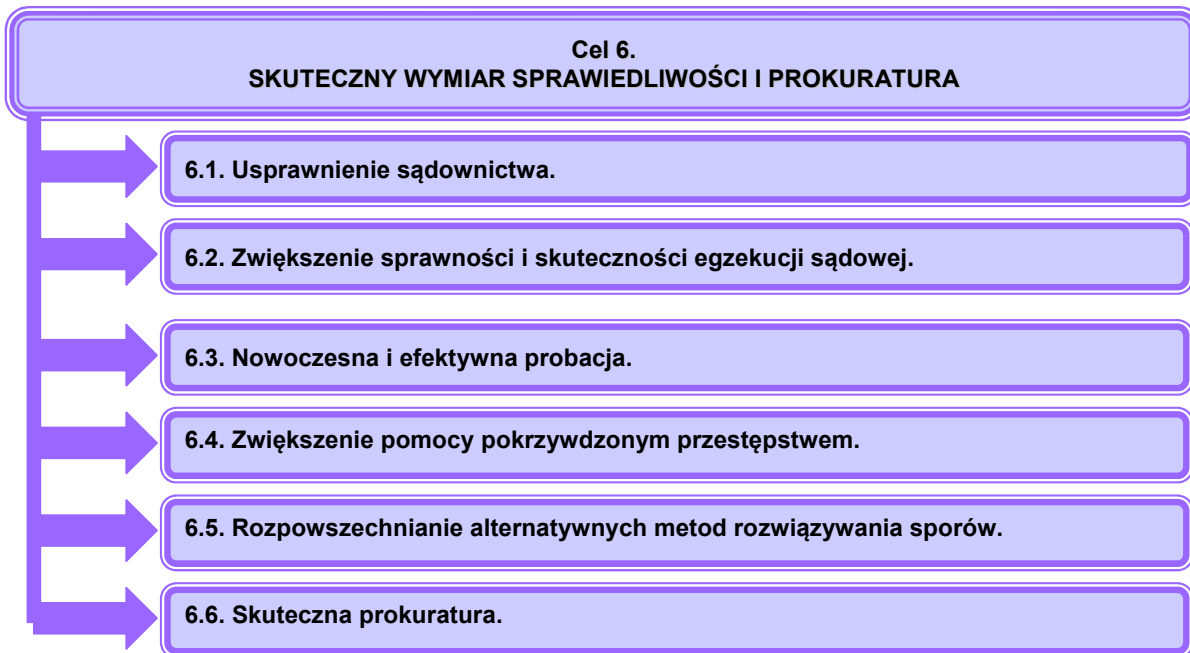 Cel 6.
SKUTECZNY WYMIAR SPRAWIEDLIWOŚCI I PROKURATURA
6.1. Usprawnienie sądownictwa.
6.2. Zwiększenie sprawności i skuteczności egzekucji sądowej.
6.3. Nowoczesna i efektywna probacja.
6.4. Zwiększenie pomocy pokrzywdzonym przestępstwem.
6.5. Rozpowszechnianie alternatywnych metod rozwiązywania sporów.
6.6. Skuteczna prokuratura.